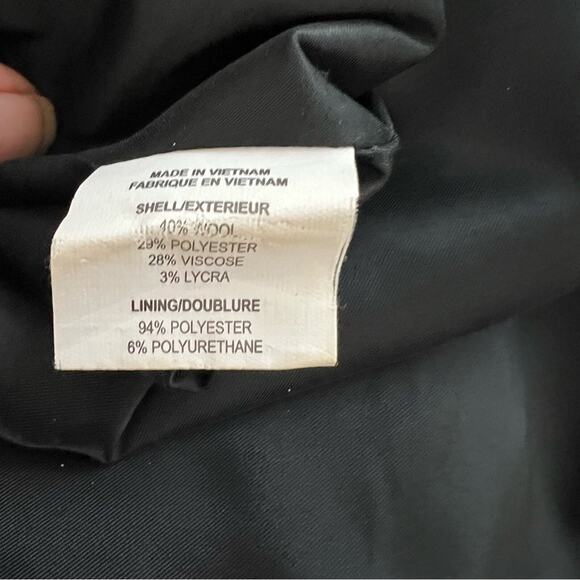 MADE IN VIETNAM
FABRIQUE EN VIETNAM
SHELL/EXTERIEUR
40% WOOL
29% POLYESTER
28% VISCOSE
3% LYCRA
LINING/DOUBLURE
94% POLYESTER
6% POLYURETHANE